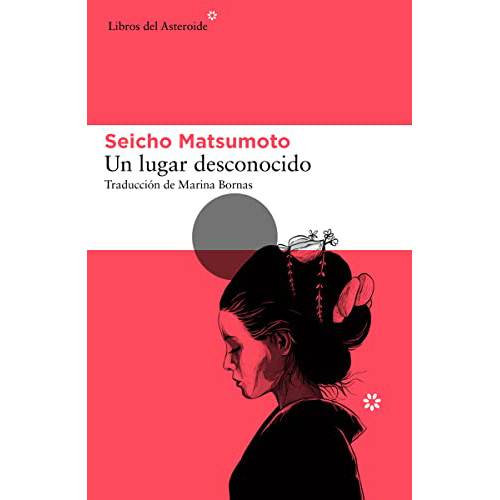 Libros del Asteroide
Seicho Matsumoto
Un lugar desconocido
Traducción de Marina Bornas